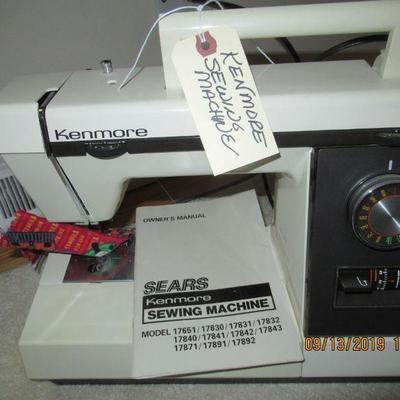 KENMORE
SEWING
MACHINE
Kenmore
OWNER'S MANUAL
SEARS
Kenmore
SEWING MACHINE
MODEL 17651/17830/17831/17832
17840/17841/17842/17843
17871/17891/17892
09/13/2019